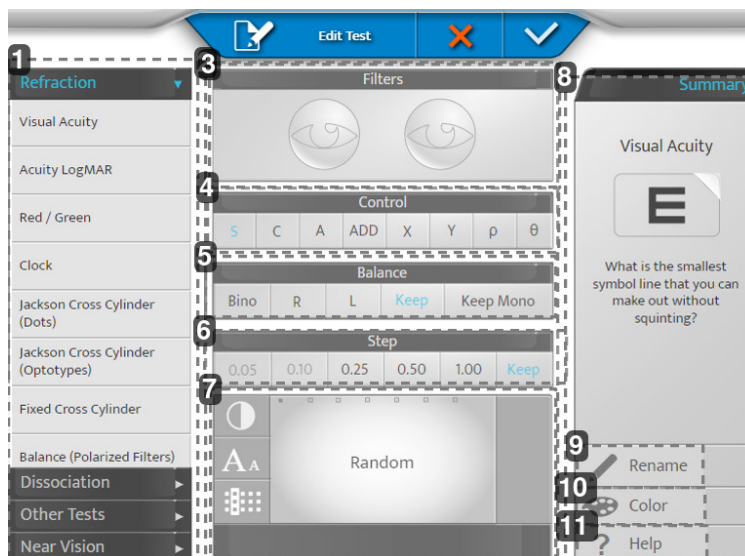 Edit Test
1
Refraction
Visual Acuity
Acuity LogMAR
Red / Green
Clock
Jackson Cross Cylinder
(Dots)
Jackson Cross Cylinder
(Optotypes)
Fixed Cross Cylinder
Balance (Polarized Filters)
Dissociation
Other Tests
Near Vision
3
Filters
4
Control
S C A ADD X Y ρ θ
5
Balance
Bino R L Keep Keep Mono
6
Step
0.05 0.10 0.25 0.50 1.00 Keep
7
A A
Random
8
Summary
Visual Acuity
E
What is the smallest
symbol line that you can
make out without
squinting?
9
Rename
10
Color
11
? Help